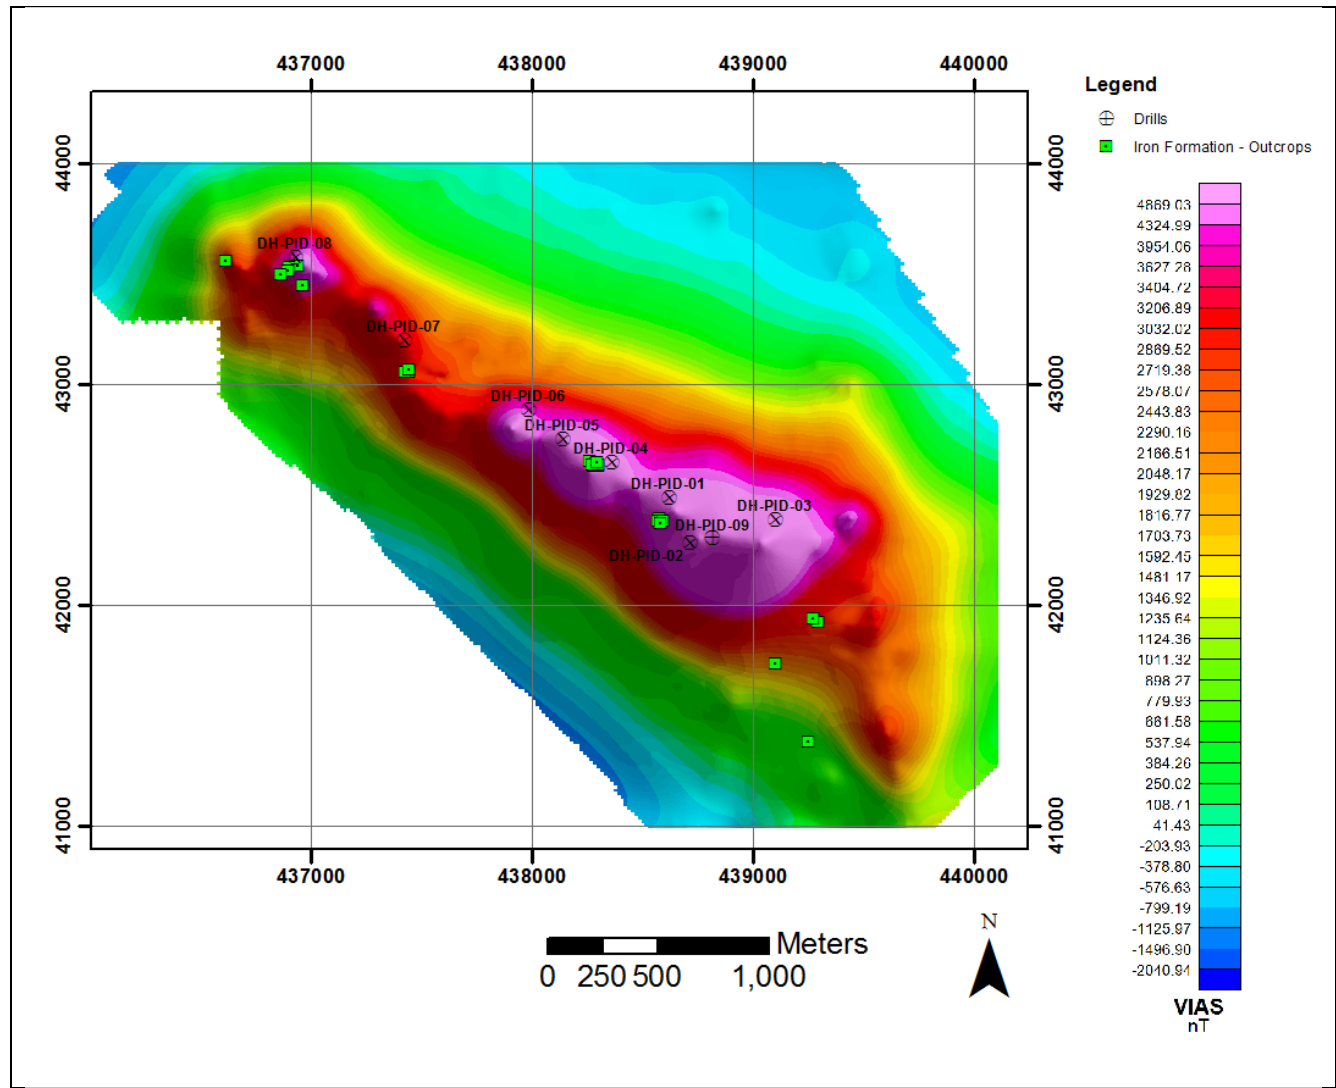 437000 438000 439000 440000
Legend
Drills
Iron Formation - Outcrops
44000 44000
43000 43000
42000 42000
41000 41000
DH-PID-08
DH-PID-07
DH-PID-06
DH-PID-05
DH-PID-04
DH-PID-01
DH-PID-03
DH-PID-09
DH-PID-02
4869.03
4324.99
3954.06
3627.28
3404.72
3206.89
3032.02
2869.52
2719.38
2578.07
2443.83
2290.16
2166.51
2048.17
1929.82
1816.77
1703.73
1592.45
1481.17
1346.92
1235.64
1124.36
1011.32
898.27
779.93
661.58
537.94
384.26
250.02
108.71
41.43
-203.93
-378.80
-576.63
-799.19
-1125.97
-1496.90
-2040.94
VIAS
nT
437000 438000 439000 440000
N
Meters
0 250 500 1,000